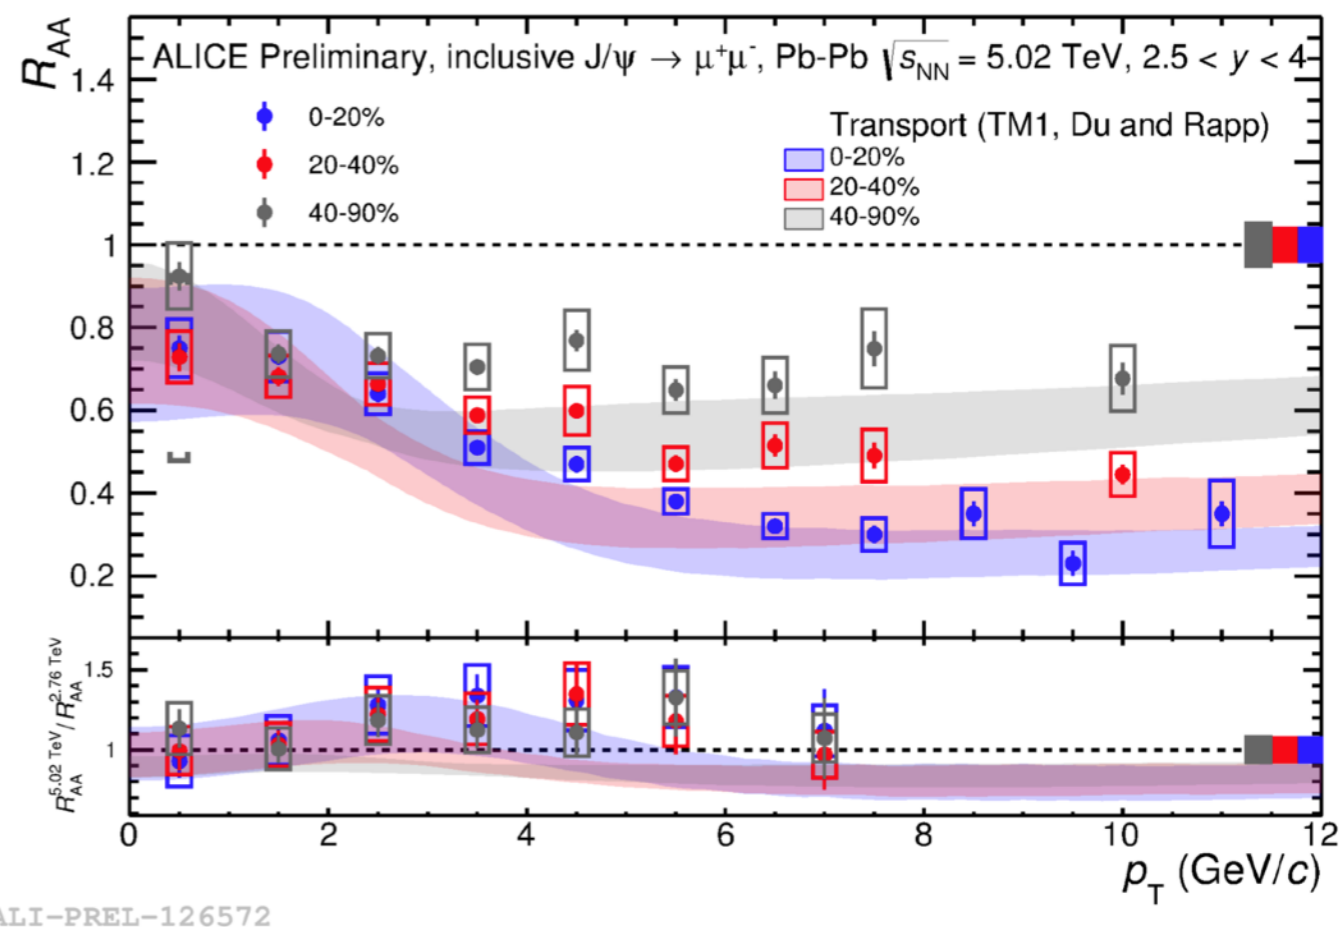 R_AA
ALICE Preliminary, inclusive J/ψ → μ⁺μ⁻, Pb-Pb √s_NN = 5.02 TeV, 2.5 < y < 4
0-20%
20-40%
40-90%
Transport (TM1, Du and Rapp)
0-20%
20-40%
40-90%
1.4
1.2
1
0.8
0.6
0.4
0.2
R_AA^5.02 TeV / R_AA^2.76 TeV
1.5
1
0 2 4 6 8 10 12
p_T (GeV/c)
ALI-PREL-126572